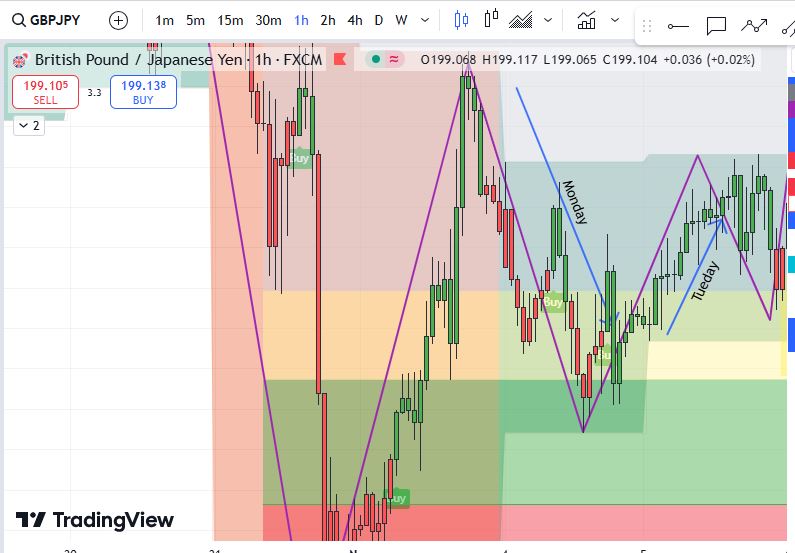 GBPJPY 1m 5m 15m 30m 1h 2h 4h D W
British Pound / Japanese Yen · 1h · FXCM O199.068 H199.117 L199.065 C199.104 +0.036 (+0.02%)
199.105 3.3 199.138
SELL BUY
2
Buy
Monday
Buy
Tueday
Buy
Buy
TradingView